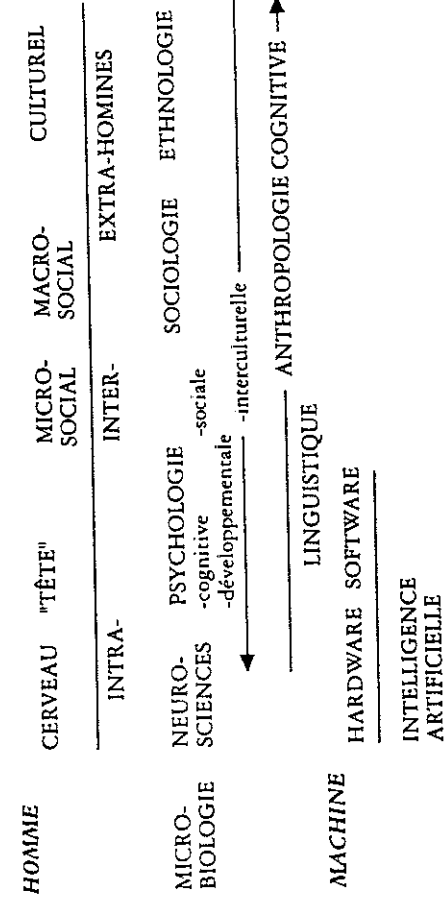 HOMME
CERVEAU "TÊTE" MICRO- MACRO- CULTUREL
SOCIAL SOCIAL
INTRA- INTER- EXTRA-HOMINES
MICRO- NEURO- PSYCHOLOGIE SOCIOLOGIE ETHNOLOGIE
BIOLOGIE SCIENCES -cognitive -sociale
-développementale -interculturelle
ANTHROPOLOGIE COGNITIVE
LINGUISTIQUE
MACHINE
HARDWARE SOFTWARE
INTELLIGENCE
ARTIFICIELLE